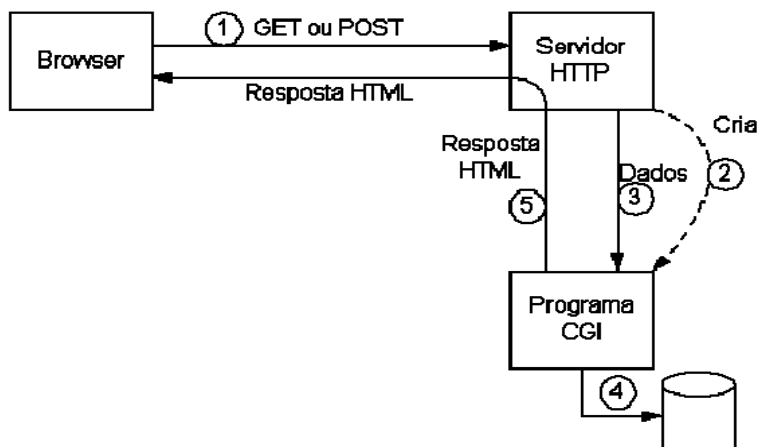 1
GET ou POST
Browser
Servidor
HTTP
Resposta HTML
Cria
Resposta
HTML
Dados
2
3
5
Programa
CGI
4